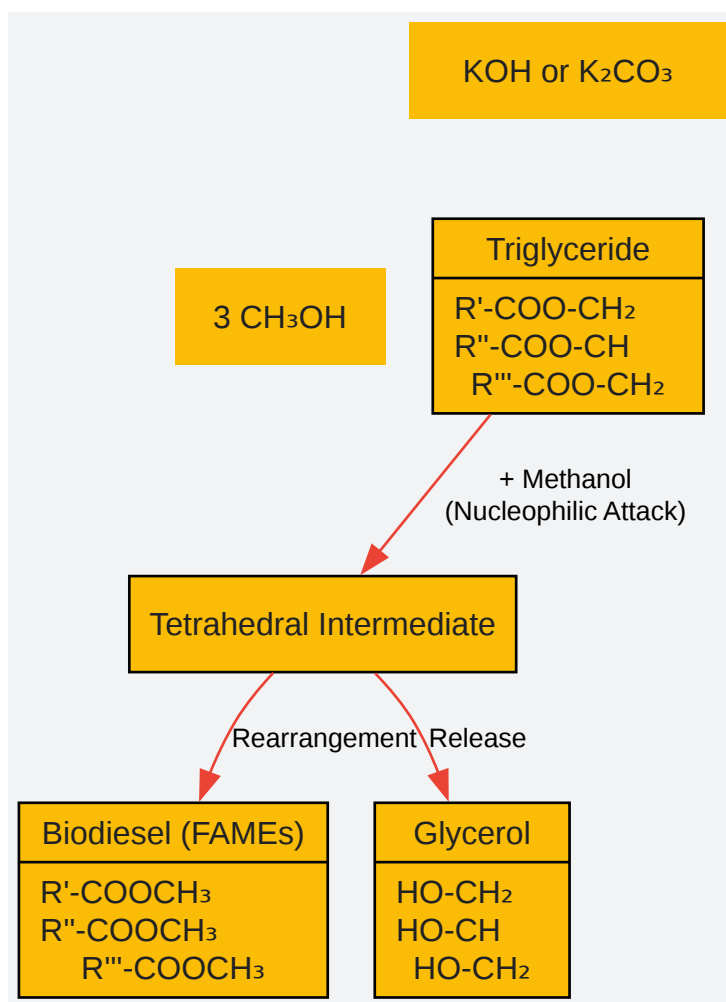 KOH or K₂CO₃
3 CH₃OH
Triglyceride
R'-COO-CH₂
R''-COO-CH
R'''-COO-CH₂
+ Methanol
(Nucleophilic Attack)
Tetrahedral Intermediate
Rearrangement
Release
Biodiesel (FAMEs)
R'-COOCH₃
R''-COOCH₃
R'''-COOCH₃
Glycerol
HO-CH₂
HO-CH
HO-CH₂